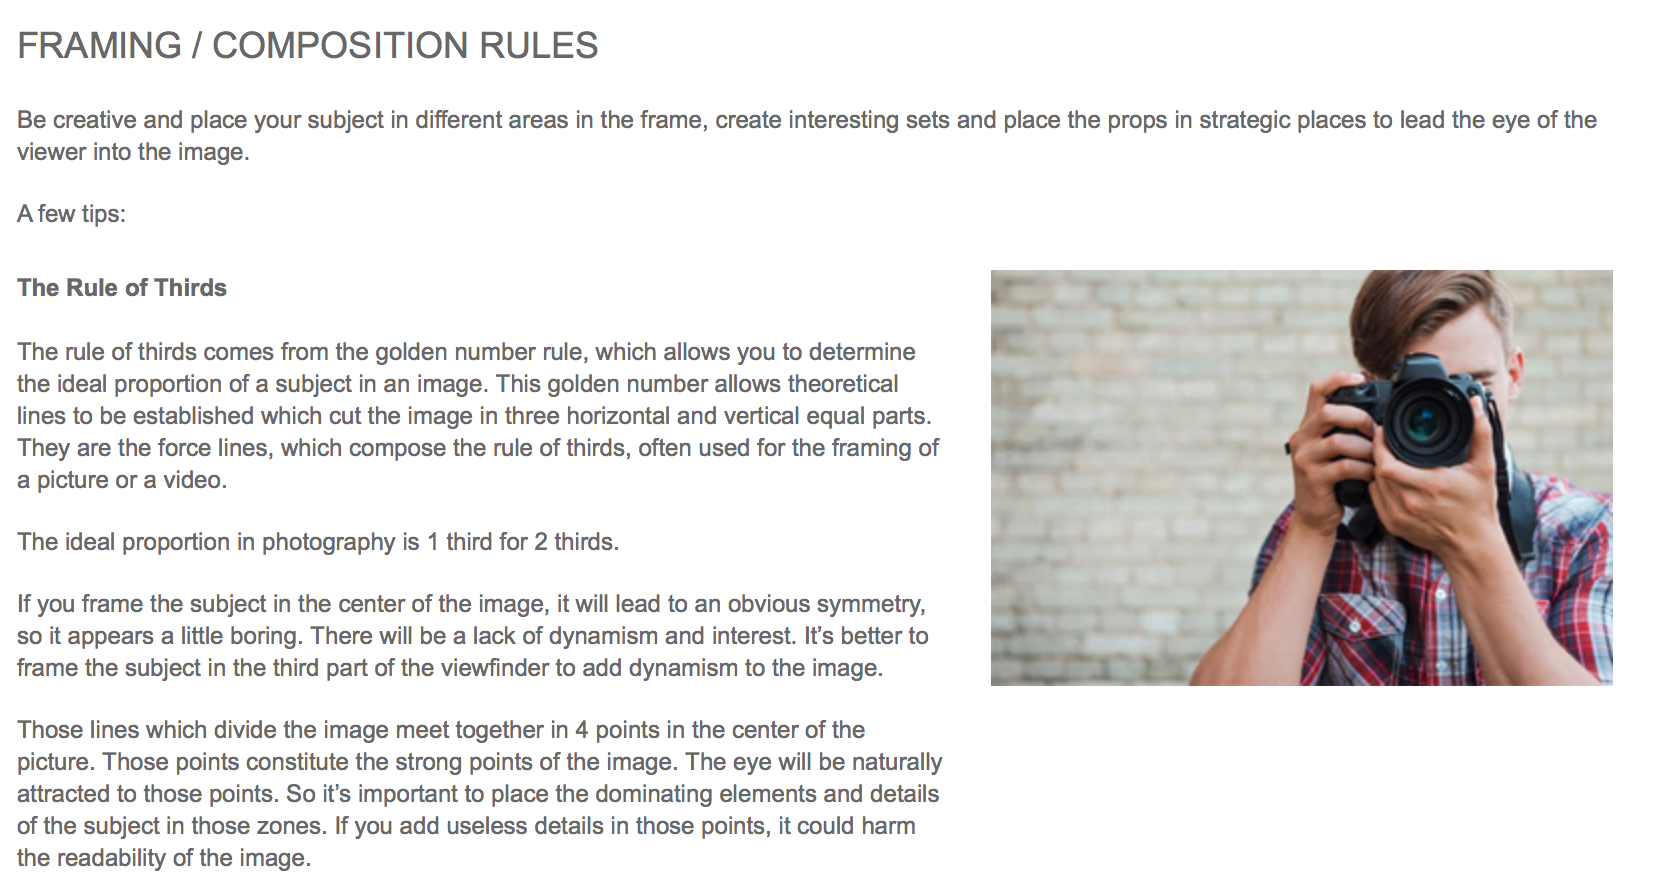 FRAMING / COMPOSITION RULES
Be creative and place your subject in different areas in the frame, create interesting sets and place the props in strategic places to lead the eye of the
viewer into the image.
A few tips:
The Rule of Thirds
The rule of thirds comes from the golden number rule, which allows you to determine
the ideal proportion of a subject in an image. This golden number allows theoretical
lines to be established which cut the image in three horizontal and vertical equal parts.
They are the force lines, which compose the rule of thirds, often used for the framing of
a picture or a video.
The ideal proportion in photography is 1 third for 2 thirds.
If you frame the subject in the center of the image, it will lead to an obvious symmetry,
so it appears a little boring. There will be a lack of dynamism and interest. It’s better to
frame the subject in the third part of the viewfinder to add dynamism to the image.
Those lines which divide the image meet together in 4 points in the center of the
picture. Those points constitute the strong points of the image. The eye will be naturally
attracted to those points. So it’s important to place the dominating elements and details
of the subject in those zones. If you add useless details in those points, it could harm
the readability of the image.